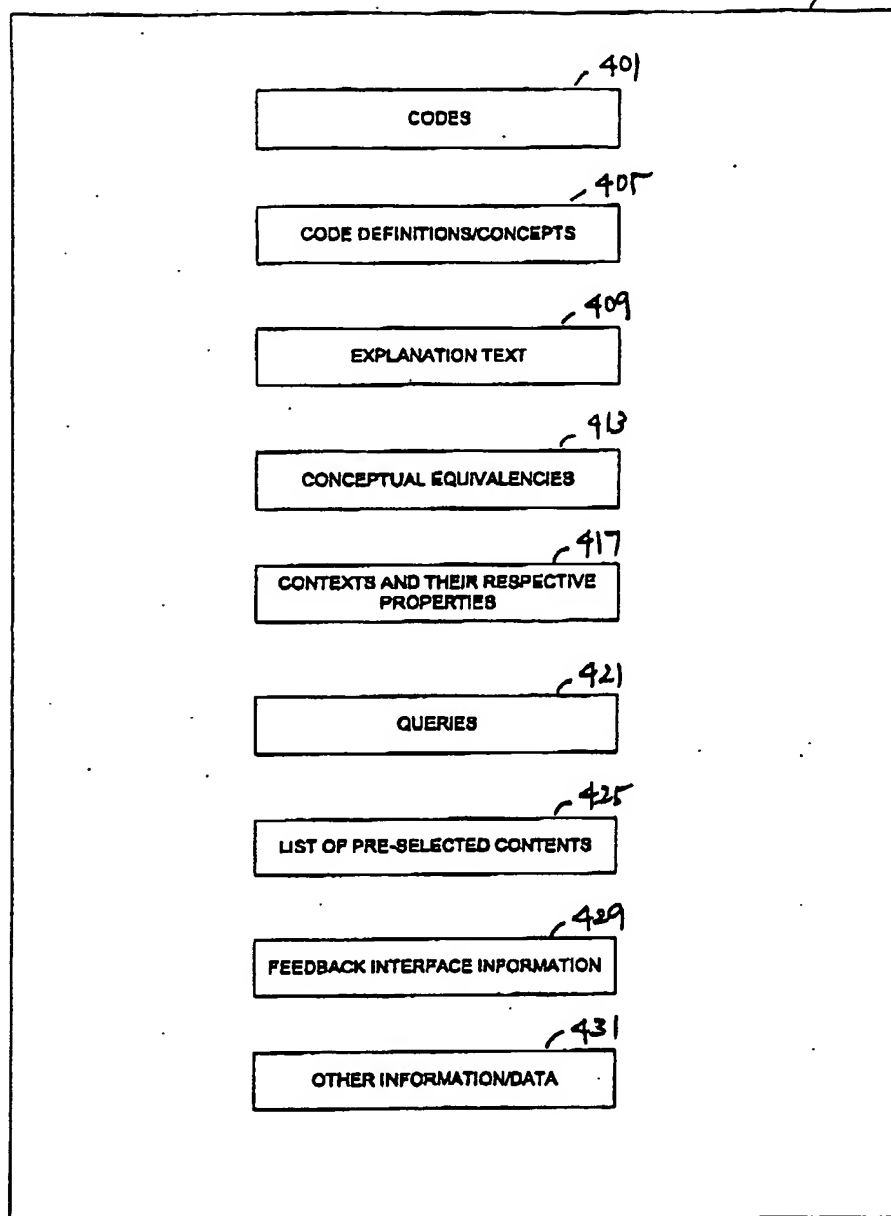 401
CODES
405
CODE DEFINITIONS/CONCEPTS
409
EXPLANATION TEXT
413
CONCEPTUAL EQUIVALENCIES
417
CONTEXTS AND THEIR RESPECTIVE
PROPERTIES
421
QUERIES
425
LIST OF PRE-SELECTED CONTENTS
429
FEEDBACK INTERFACE INFORMATION
431
OTHER INFORMATION/DATA